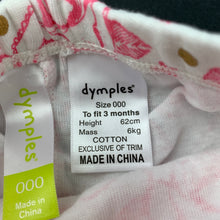 dymples
Size 000
To fit 3 months
Height 62cm
Mass 6kg
COTTON
EXCLUSIVE OF TRIM
MADE IN CHINA
dymples
000
MADE IN
CHINA